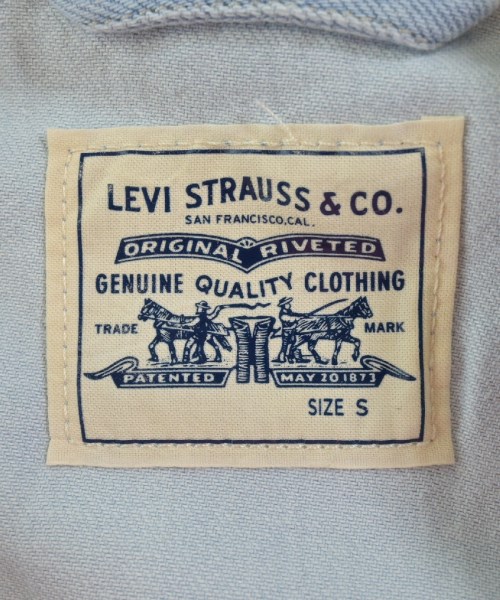 LEVI STRAUSS & CO.
SAN FRANCISCO, CAL.
ORIGINAL RIVETED
GENUINE QUALITY CLOTHING
TRADE MARK
PATENTED MAY 20 1873
SIZE S